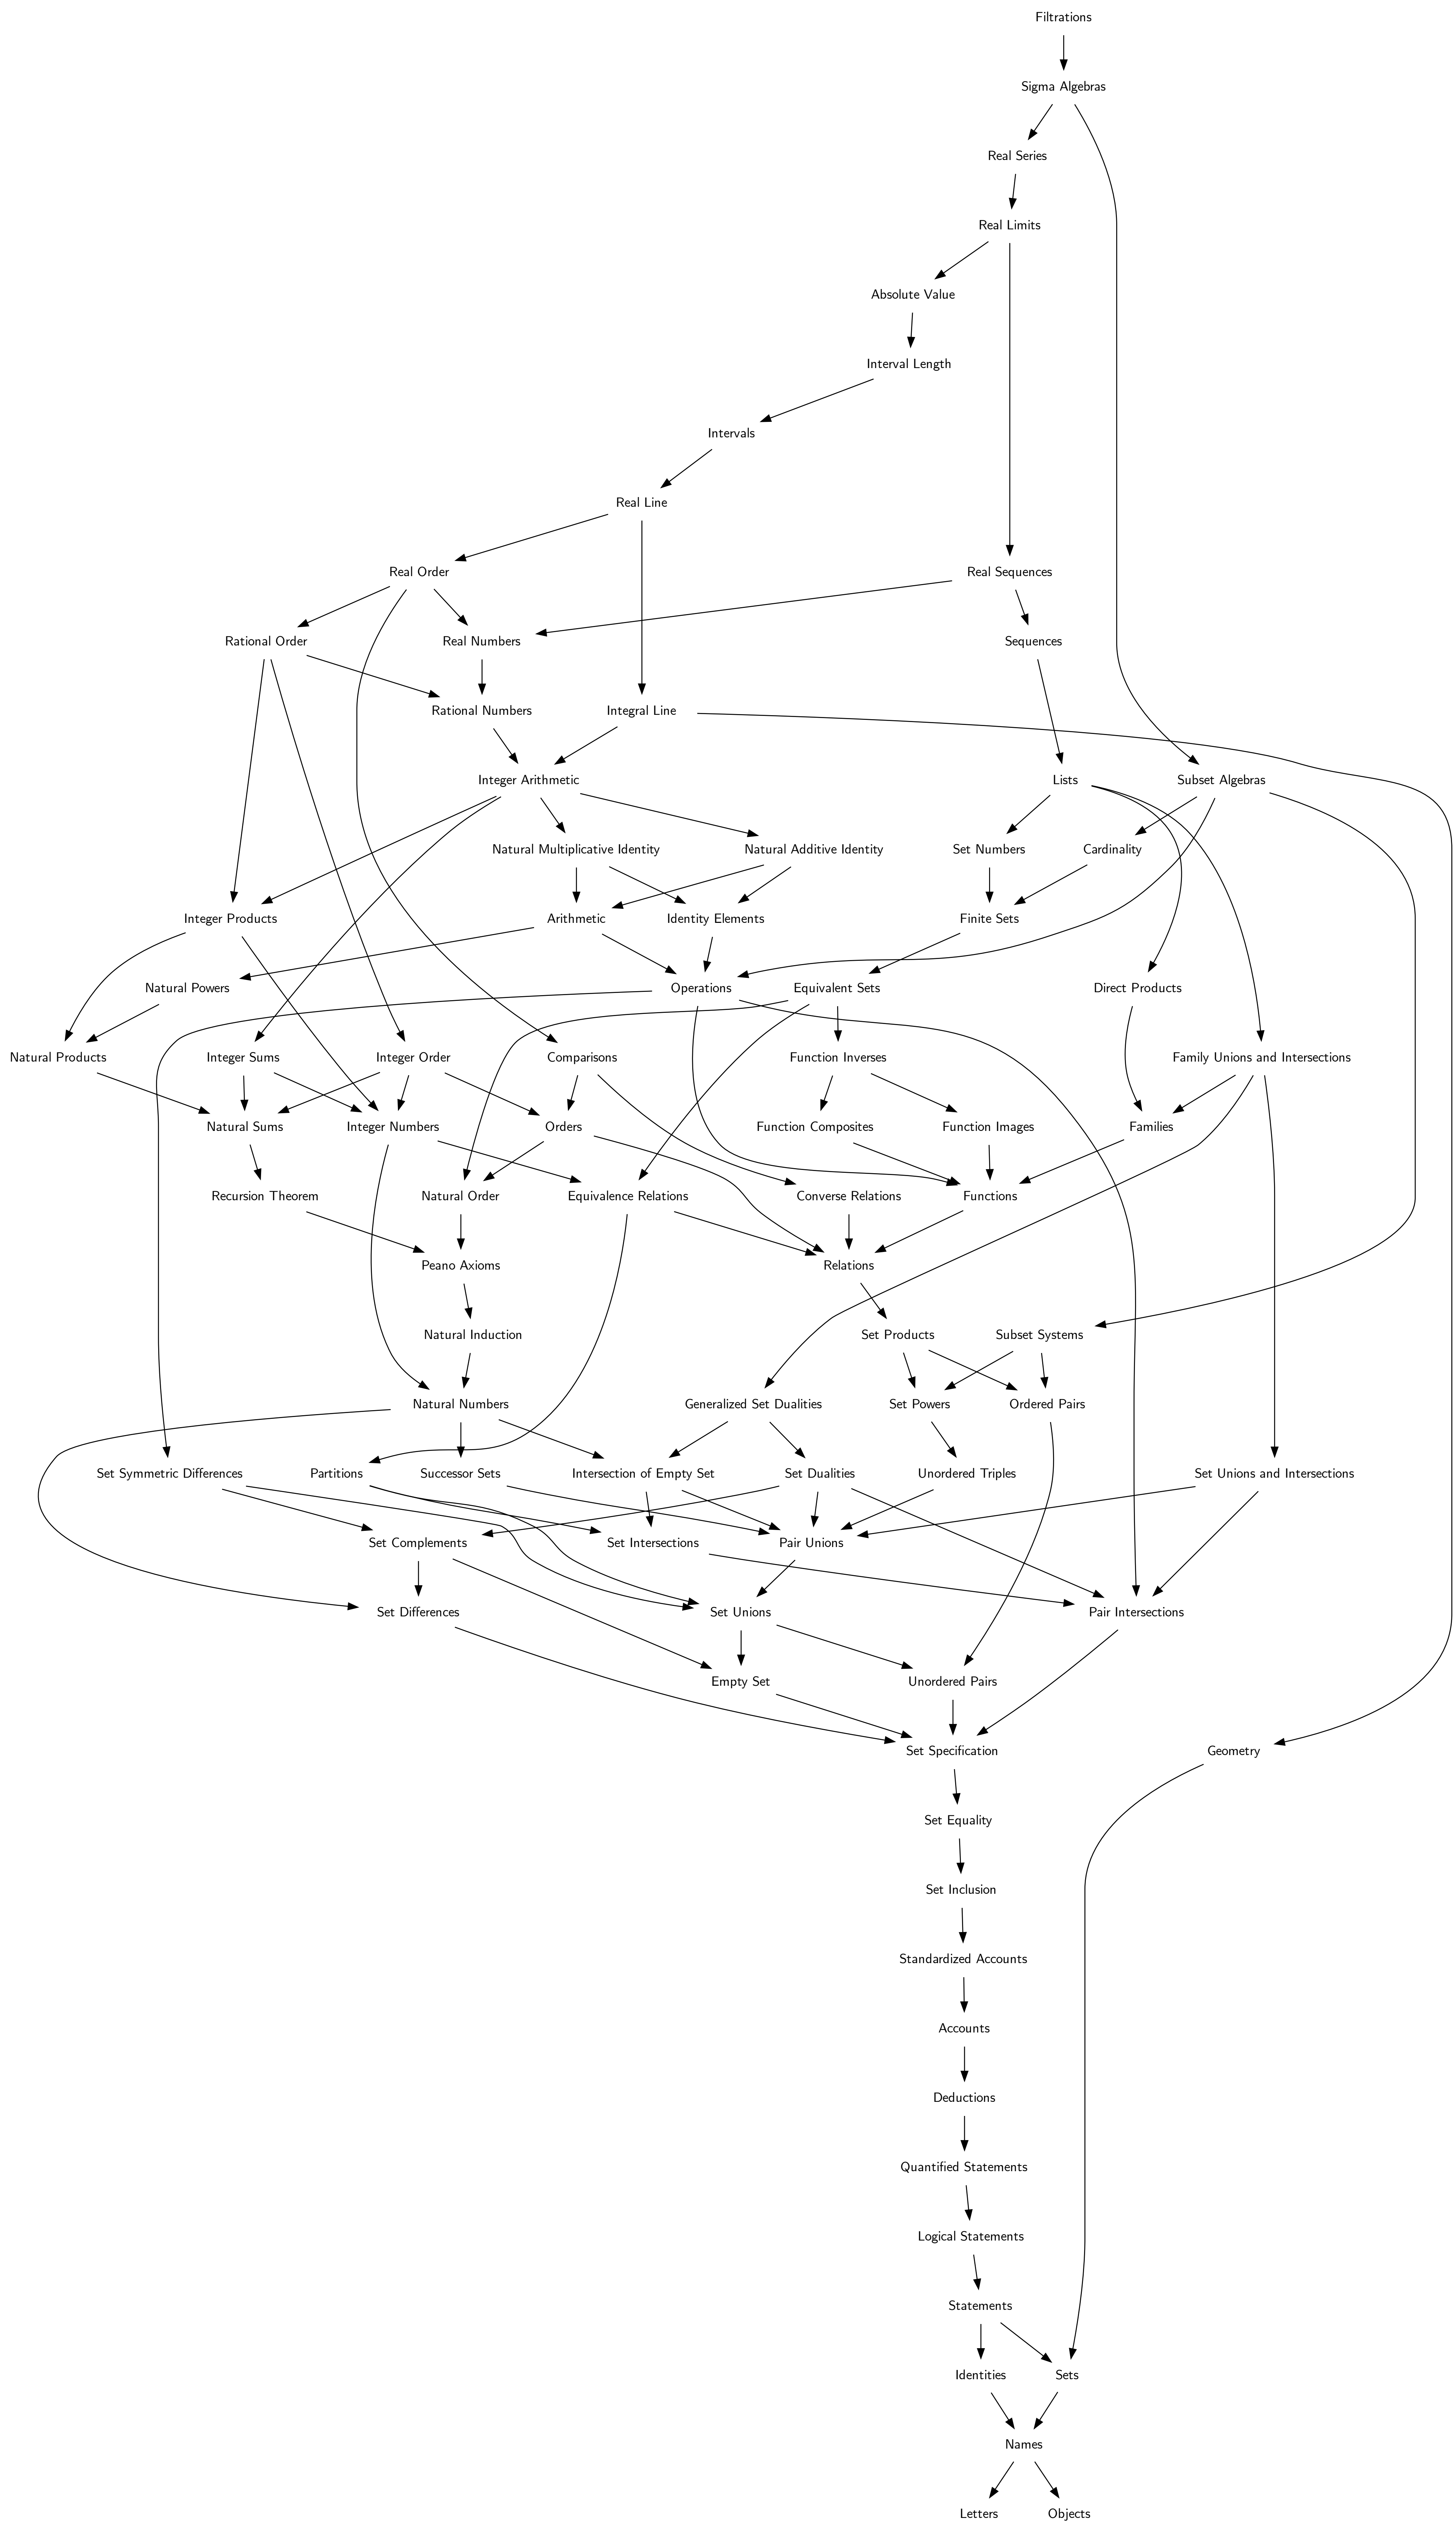 Filtrations
Sigma Algebras
Real Series
Real Limits
Absolute Value
Interval Length
Intervals
Real Line
Real Order
Real Sequences
Rational Order
Real Numbers
Sequences
Rational Numbers
Integral Line
Integer Arithmetic
Lists
Subset Algebras
Natural Multiplicative Identity
Natural Additive Identity
Set Numbers
Cardinality
Integer Products
Arithmetic
Identity Elements
Finite Sets
Natural Powers
Operations
Equivalent Sets
Direct Products
Natural Products
Integer Sums
Integer Order
Comparisons
Function Inverses
Family Unions and Intersections
Natural Sums
Integer Numbers
Orders
Function Composites
Function Images
Families
Recursion Theorem
Natural Order
Equivalence Relations
Converse Relations
Functions
Peano Axioms
Relations
Natural Induction
Set Products
Subset Systems
Natural Numbers
Generalized Set Dualities
Set Powers
Ordered Pairs
Set Symmetric Differences
Partitions
Successor Sets
Intersection of Empty Set
Set Dualities
Unordered Triples
Set Unions and Intersections
Set Complements
Set Intersections
Pair Unions
Set Differences
Set Unions
Pair Intersections
Empty Set
Unordered Pairs
Set Specification
Geometry
Set Equality
Set Inclusion
Standardized Accounts
Accounts
Deductions
Quantified Statements
Logical Statements
Statements
Identities
Sets
Names
Letters
Objects